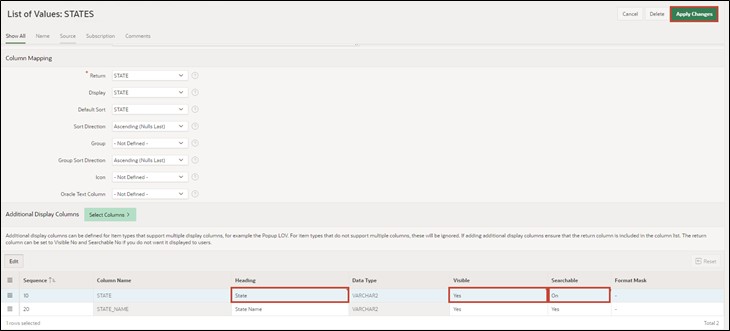 List of Values: STATES
Cancel Delete Apply Changes
Show All Name Source Subscription Comments
Column Mapping
* Return STATE
Display STATE
Default Sort STATE
Sort Direction Ascending (Nulls Last)
Group - Not Defined -
Group Sort Direction Ascending (Nulls Last)
Icon - Not Defined -
Oracle Text Column - Not Defined -
Additional Display Columns Select Columns >
Additional display columns can be defined for item types that support multiple display columns, for example the Popup LOV. For item types that do not support multiple columns, these will be ignored. If adding additional display columns ensure that the return column is included in the column list. The return
column can be set to Visible No and Searchable No if you do not want it displayed to users.
Edit Reset
Sequence Column Name Heading Data Type Visible Searchable Format Mask
10 STATE State VARCHAR2 Yes On -
20 STATE_NAME State Name VARCHAR2 Yes Yes -
1 rows selected Total 2